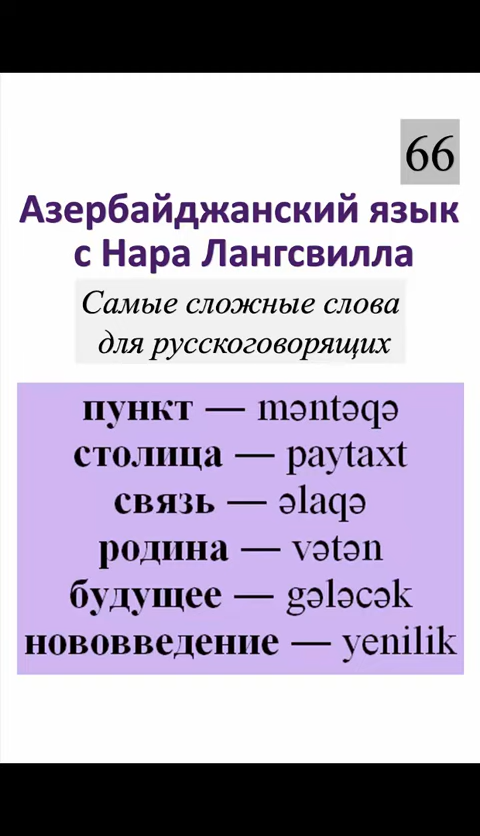 66
Азербайджанский язык
с Нара Лангсвилла
Самые сложные слова
для русскоговорящих
пункт — məntəqə
столица — paytaxt
связь — əlaqə
родина — vətən
будущее — gələcək
нововведение — yenilik